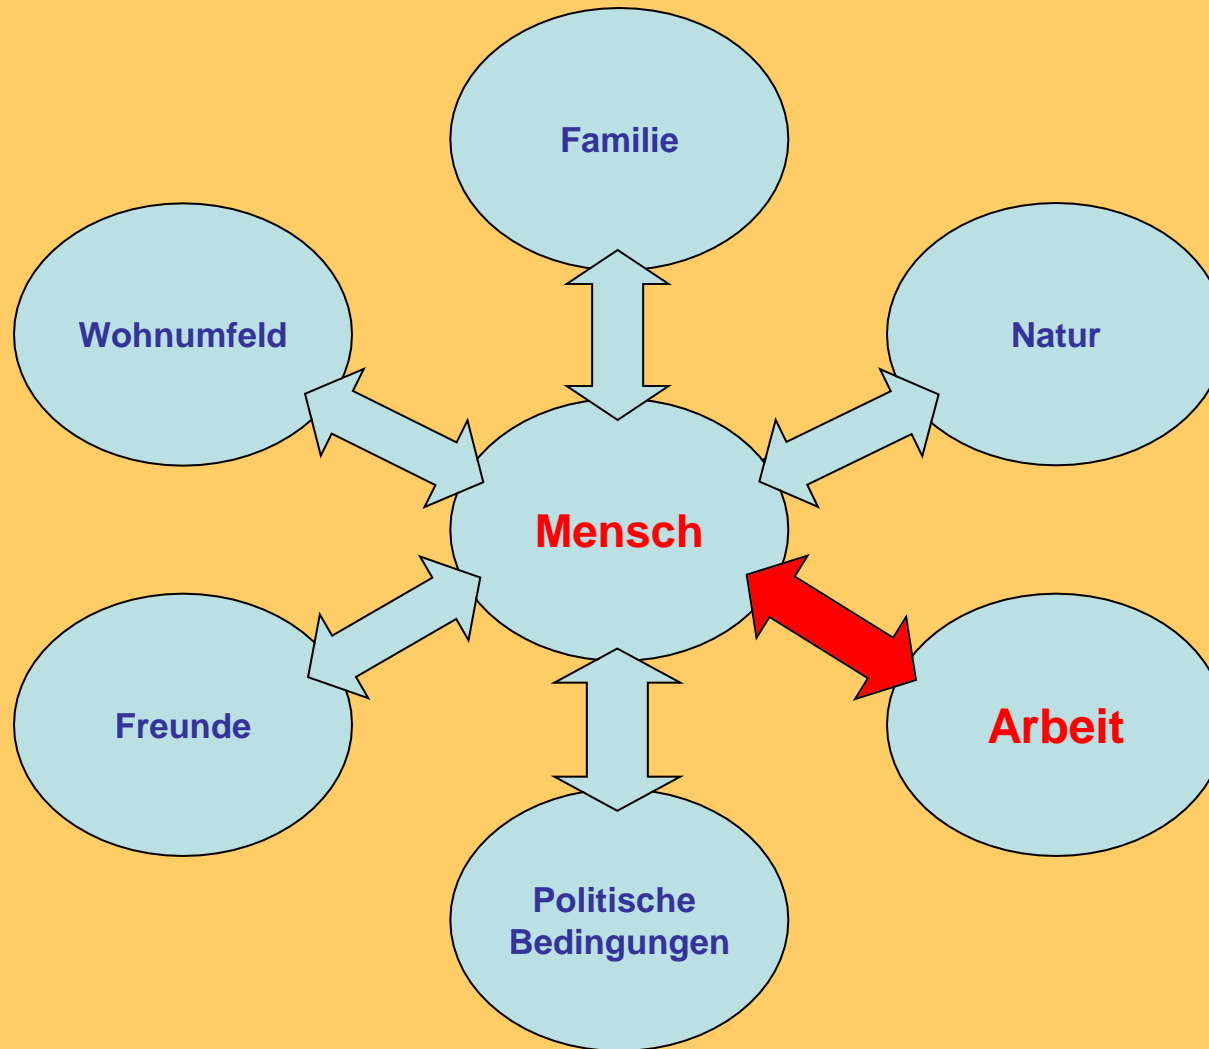 Familie
Wohnumfeld
Natur
Mensch
Freunde
Arbeit
Politische
Bedingungen